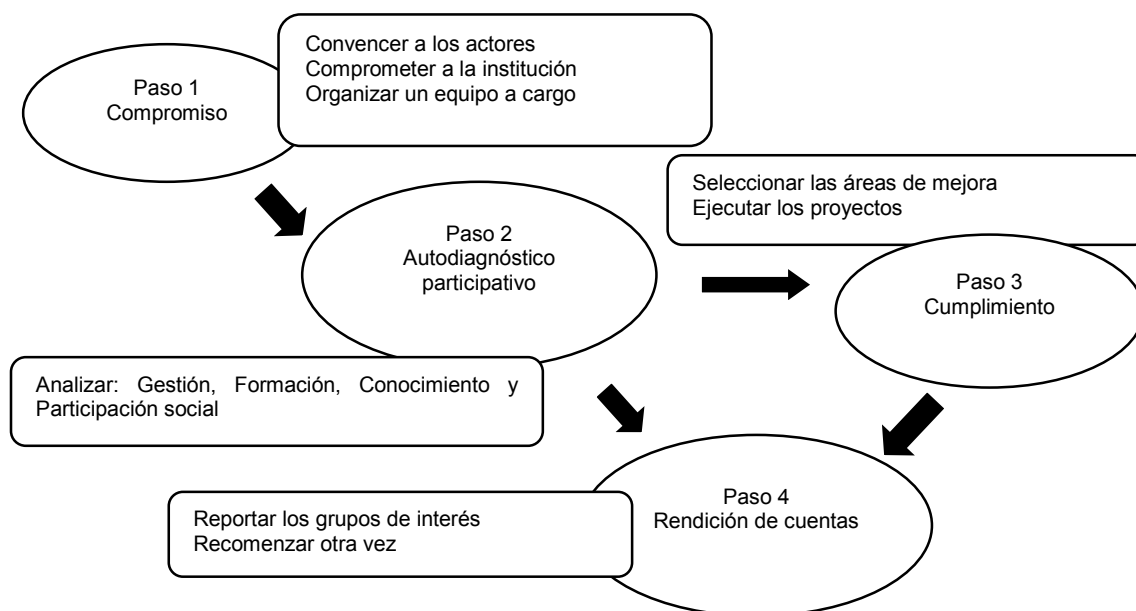 Paso 1
Compromiso
Convencer a los actores
Comprometer a la institución
Organizar un equipo a cargo
Paso 2
Autodiagnóstico
participativo
Analizar: Gestión, Formación, Conocimiento y
Participación social
Seleccionar las áreas de mejora
Ejecutar los proyectos
Paso 3
Cumplimiento
Paso 4
Rendición de cuentas
Reportar los grupos de interés
Recomenzar otra vez